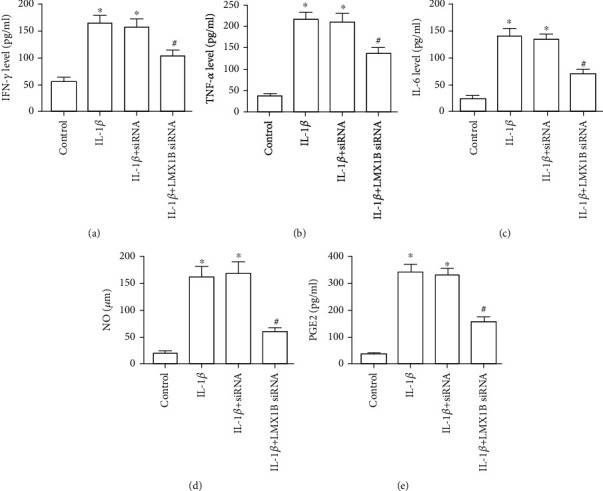 IFN-γ level (pg/ml)
200
150
100
50
0
*
*
#
Control
IL-1β
IL-1β+siRNA
IL-1β+LMX1B siRNA
(a)
TNF-α level (pg/ml)
250
200
150
100
50
0
*
*
#
Control
IL-1β
IL-1β+siRNA
IL-1β+LMX1B siRNA
(b)
IL-6 level (pg/ml)
200
150
100
50
0
*
*
#
Control
IL-1β
IL-1β+siRNA
IL-1β+LMX1B siRNA
(c)
NO (μm)
200
150
100
50
0
*
*
#
Control
IL-1β
IL-1β+siRNA
IL-1β+LMX1B siRNA
(d)
PGE2 (pg/ml)
400
300
200
100
0
*
*
#
Control
IL-1β
IL-1β+siRNA
IL-1β+LMX1B siRNA
(e)